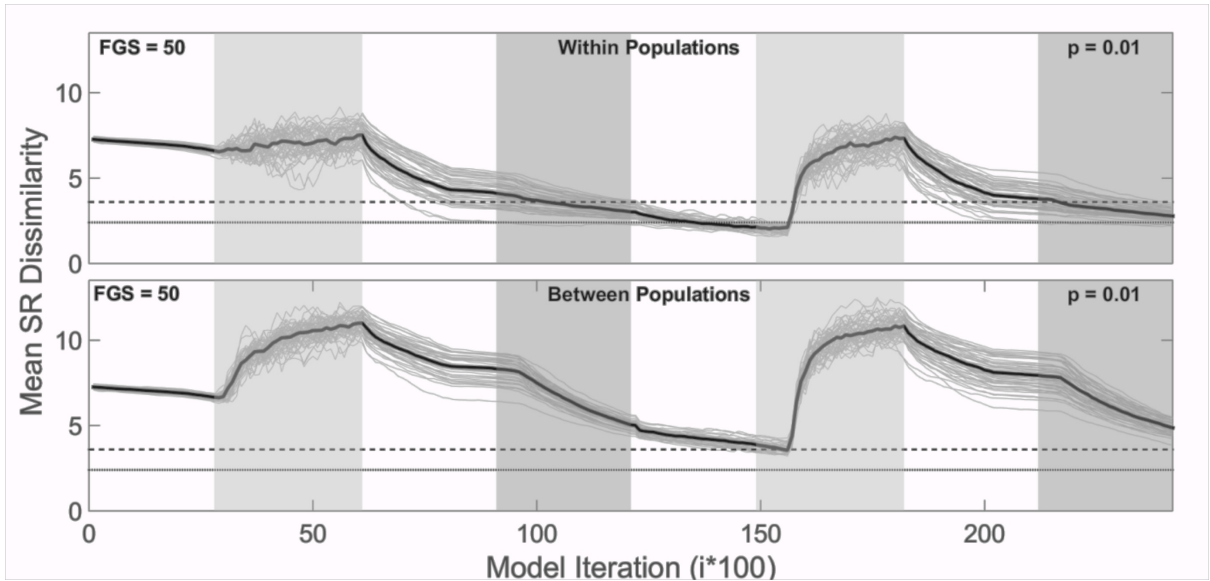 FGS = 50 Within Populations p = 0.01
10
5
0
FGS = 50 Between Populations p = 0.01
10
5
0
0 50 100 150 200
Mean SR Dissimilarity
Model Iteration (i*100)